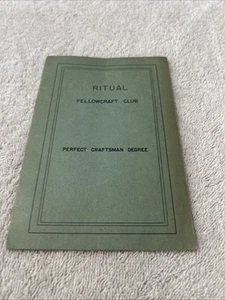 RITUAL
FELLOWCRAFT CLUB
PERFECT CRAFTSMAN DEGREE